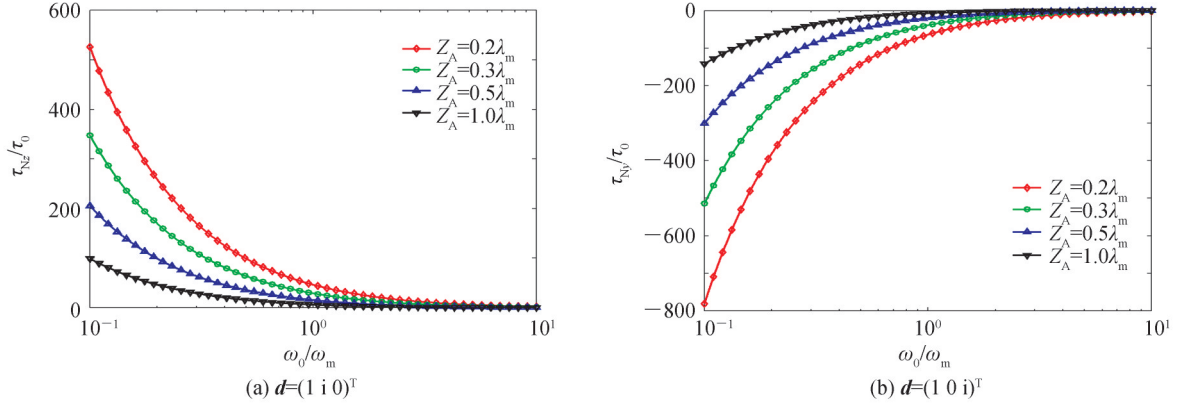 600
400
200
0
τNz/τ0
ZA=0.2λm
ZA=0.3λm
ZA=0.5λm
ZA=1.0λm
10⁻¹ 10⁰ 10¹
ω0/ωm
(a) d=(1 i 0)ᵀ
0
−200
−400
−600
−800
τNy/τ0
ZA=0.2λm
ZA=0.3λm
ZA=0.5λm
ZA=1.0λm
10⁻¹ 10⁰ 10¹
ω0/ωm
(b) d=(1 0 i)ᵀ